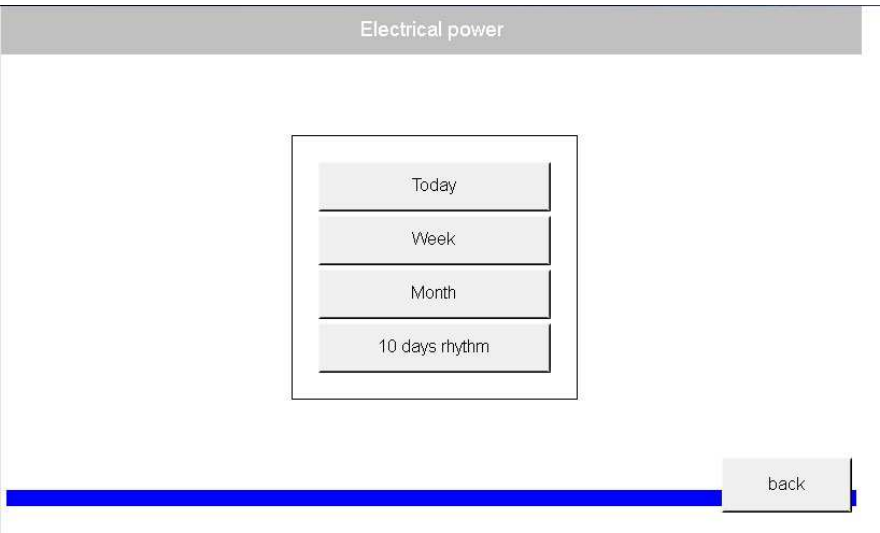 Electrical power
Today
Week
Month
10 days rhythm
back